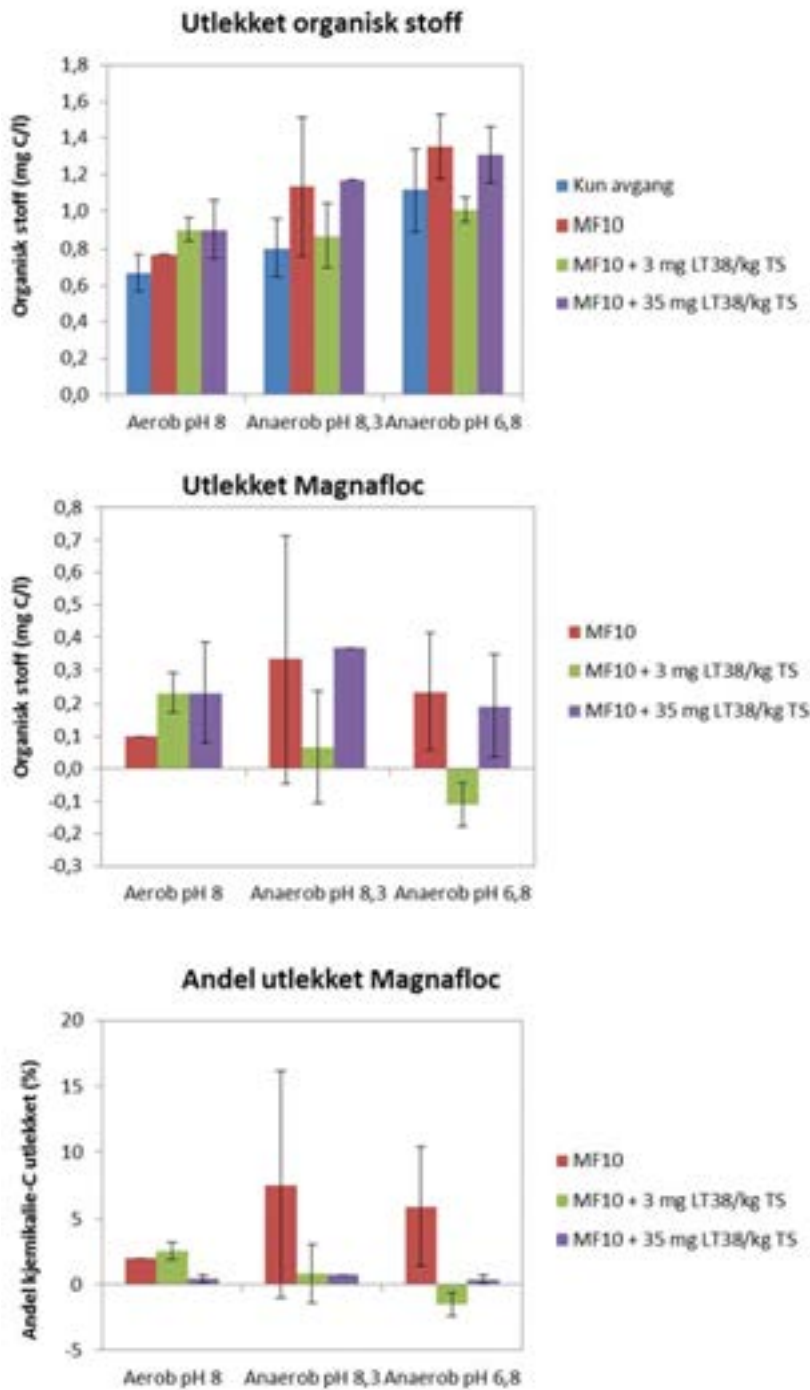 Utlekket organisk stoff
Organisk stoff (mg C/l)
1,8
1,6
1,4
1,2
1,0
0,8
0,6
0,4
0,2
0,0
Aerob pH 8 Anaerob pH 8,3 Anaerob pH 6,8
Kun avgang
MF10
MF10 + 3 mg LT38/kg TS
MF10 + 35 mg LT38/kg TS
Utlekket Magnafloc
Organisk stoff (mg C/l)
0,8
0,7
0,6
0,5
0,4
0,3
0,2
0,1
0,0
-0,1
-0,2
-0,3
Aerob pH 8 Anaerob pH 8,3 Anaerob pH 6,8
MF10
MF10 + 3 mg LT38/kg TS
MF10 + 35 mg LT38/kg TS
Andel utlekket Magnafloc
Andel kjemikalie-C utlekket (%)
20
15
10
5
0
-5
Aerob pH 8 Anaerob pH 8,3 Anaerob pH 6,8
MF10
MF10 + 3 mg LT38/kg TS
MF10 + 35 mg LT38/kg TS